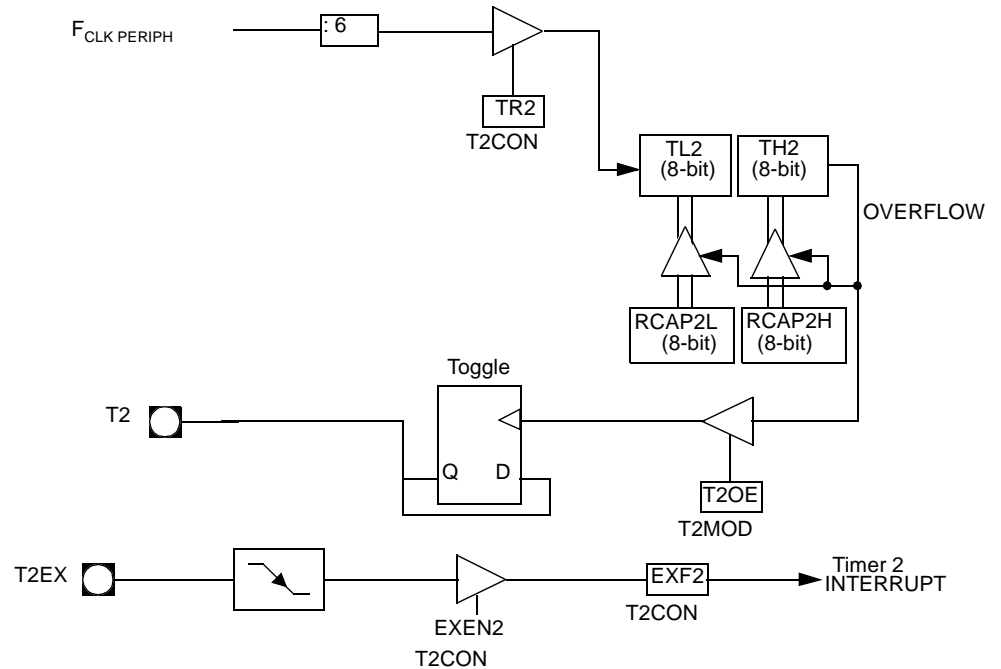 FCLK PERIPH
: 6
TR2
T2CON
TL2
(8-bit)
TH2
(8-bit)
OVERFLOW
RCAP2L
(8-bit)
RCAP2H
(8-bit)
Toggle
T2
Q D
T2OE
T2MOD
T2EX
EXEN2
T2CON
EXF2
T2CON
Timer 2
INTERRUPT